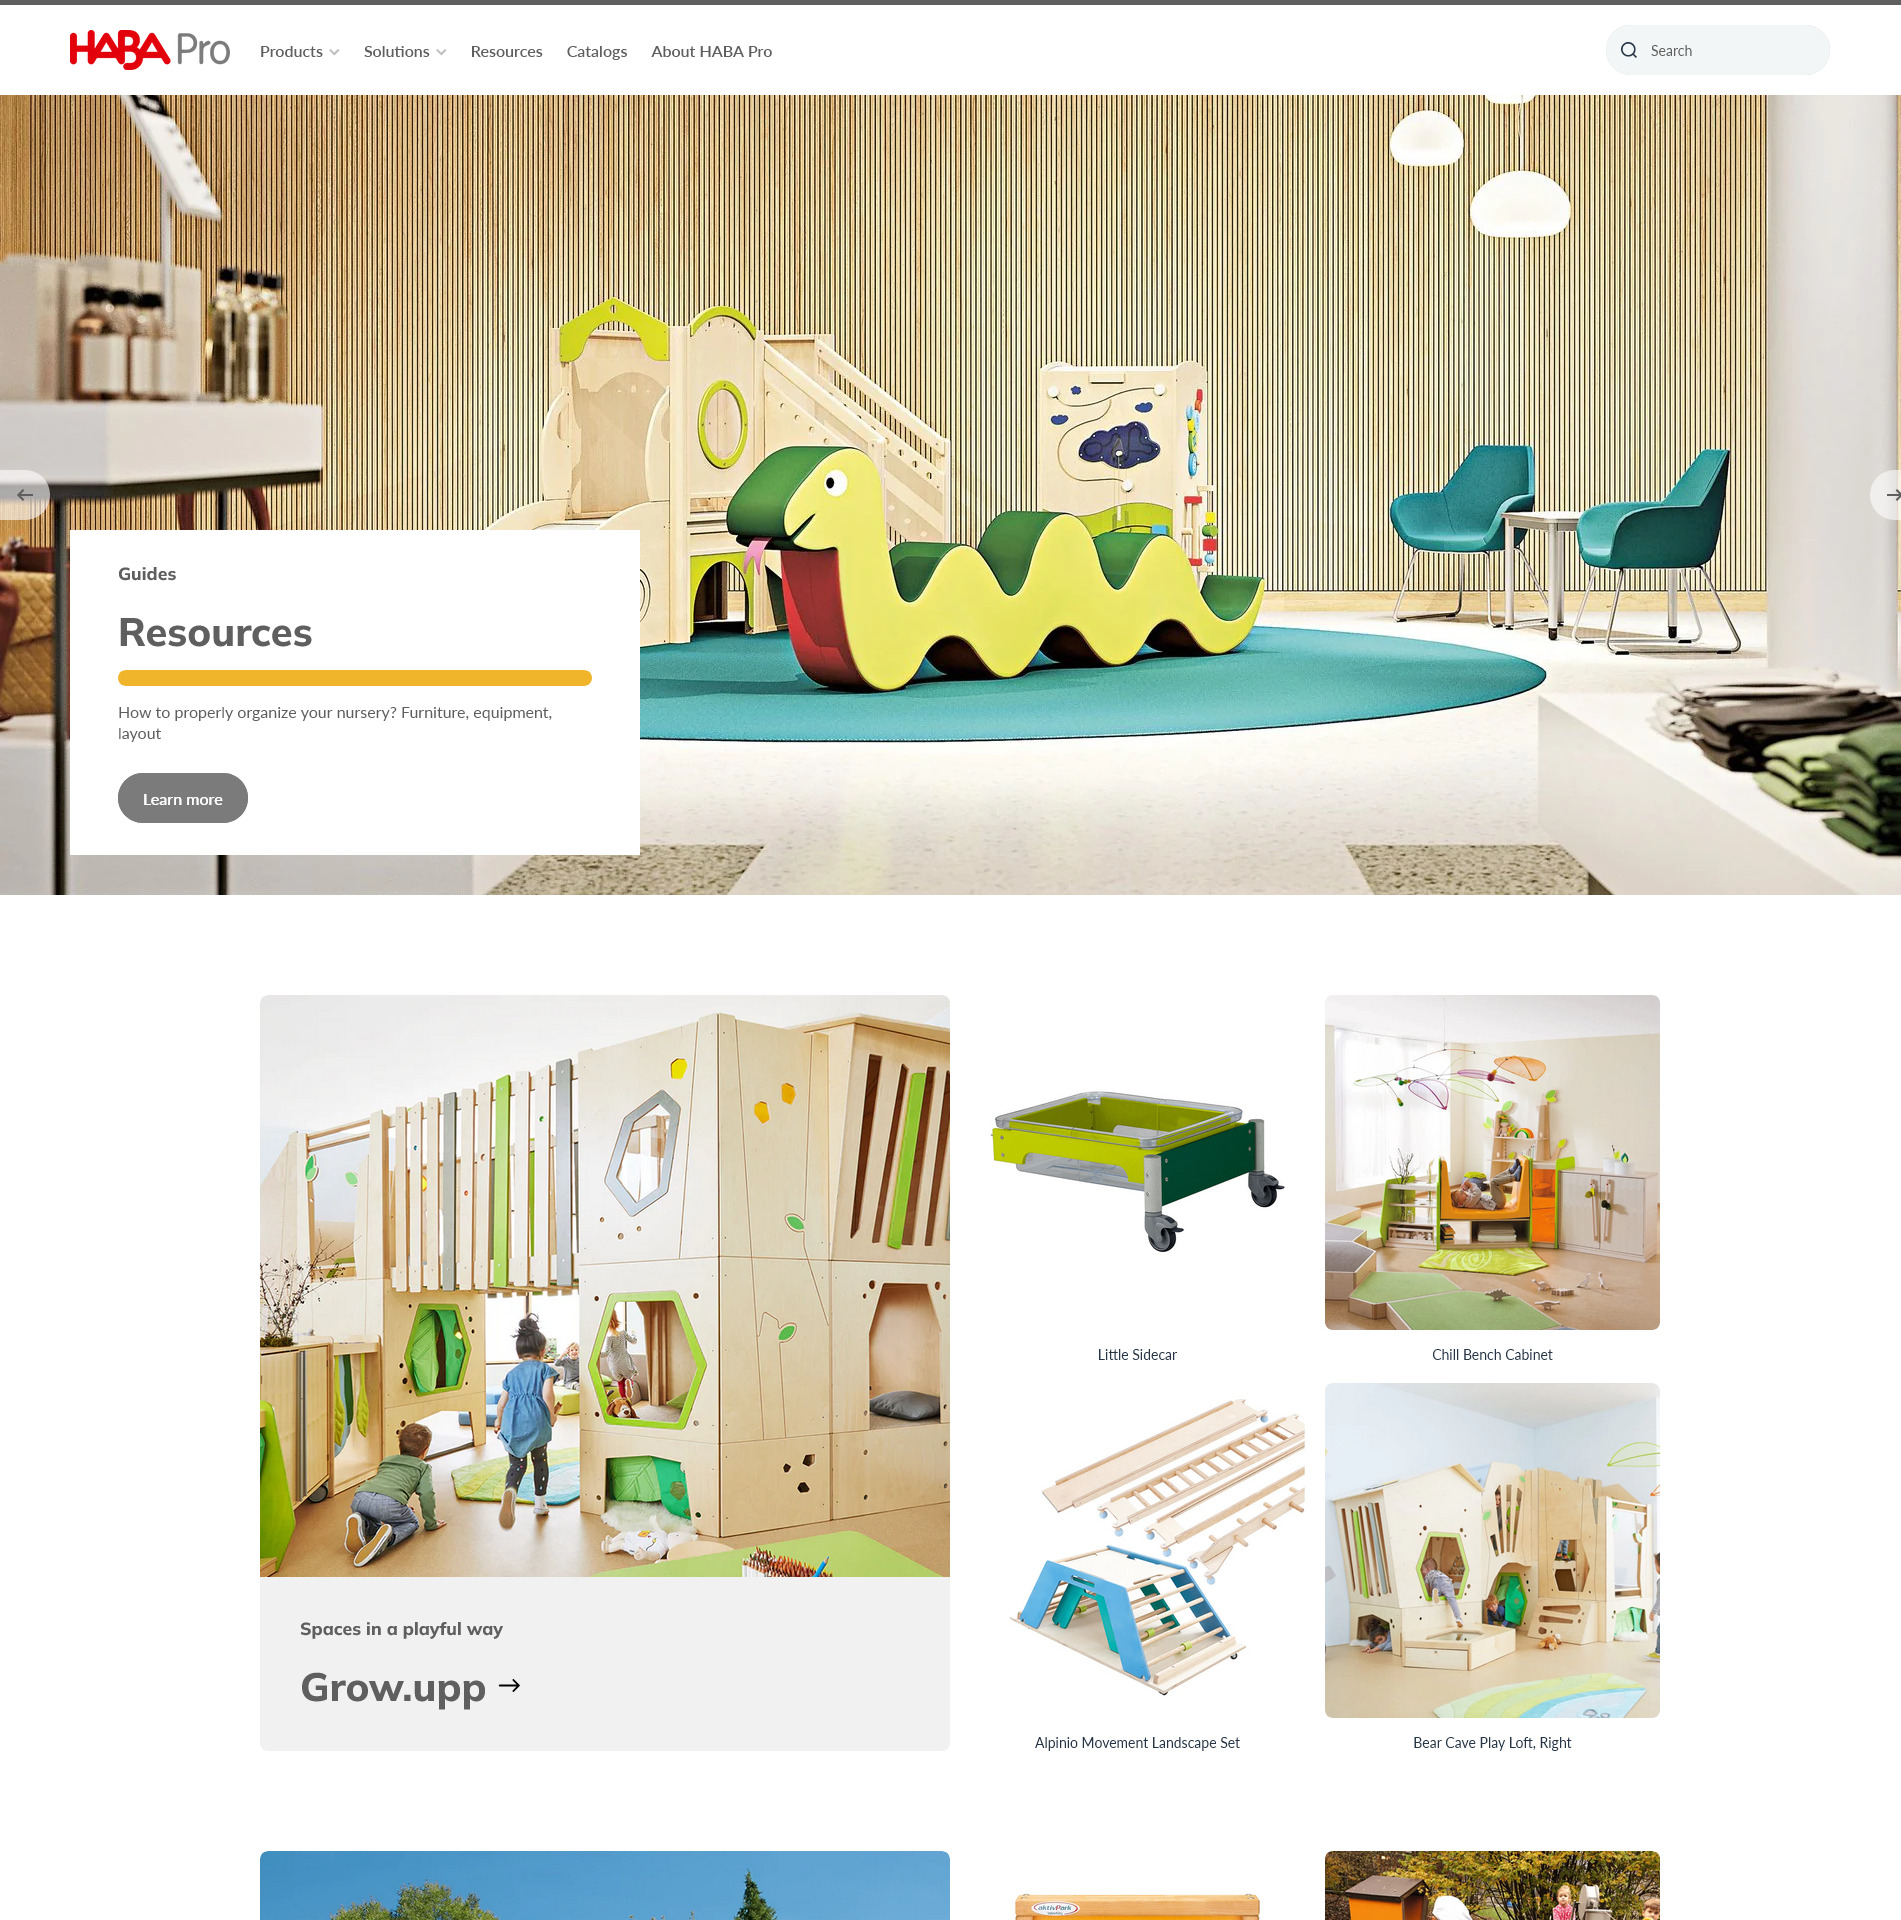 HABA Pro
Products
Solutions
Resources
Catalogs
About HABA Pro
Search
Guides
Resources
How to properly organize your nursery? Furniture, equipment,
layout
Learn more
Spaces in a playful way
Grow.upp
Little Sidecar
Chill Bench Cabinet
Alpinio Movement Landscape Set
Bear Cave Play Loft, Right
aktivPark